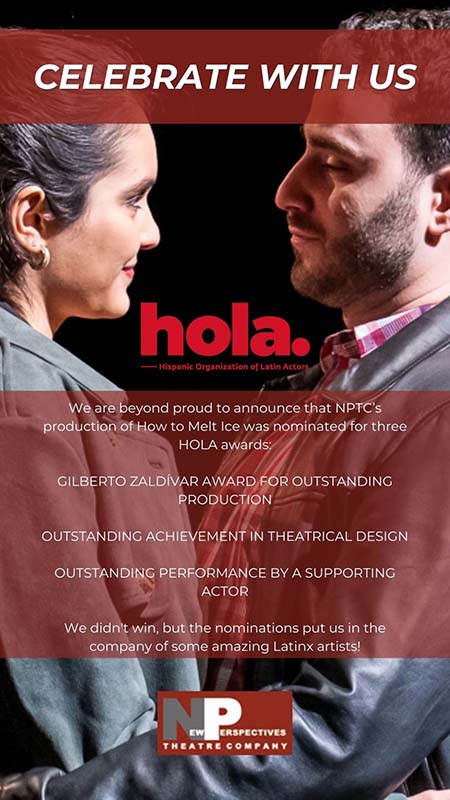 CELEBRATE WITH US
hola.
Hispanic Organization of Latin Actors
We are beyond proud to announce that NPTC's
production of How to Melt Ice was nominated for three
HOLA awards:
GILBERTO ZALDÍVAR AWARD FOR OUTSTANDING
PRODUCTION
OUTSTANDING ACHIEVEMENT IN THEATRICAL DESIGN
OUTSTANDING PERFORMANCE BY A SUPPORTING
ACTOR
We didn't win, but the nominations put us in the
company of some amazing Latinx artists!
NEW PERSPECTIVES
THEATRE COMPANY